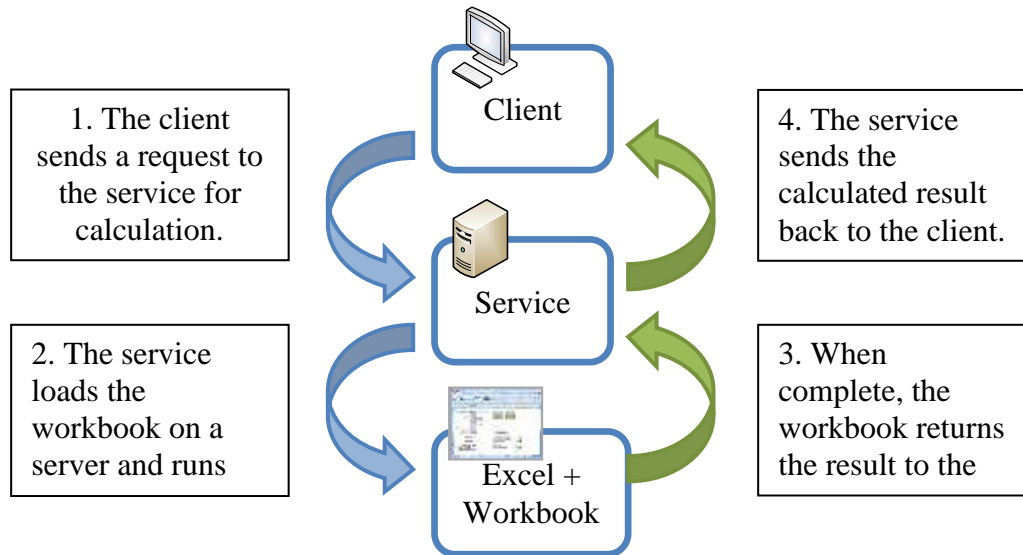 Client
1. The client
sends a request to
the service for
calculation.
4. The service
sends the
calculated result
back to the client.
Service
2. The service
loads the
workbook on a
server and runs
3. When
complete, the
workbook returns
the result to the
Excel +
Workbook